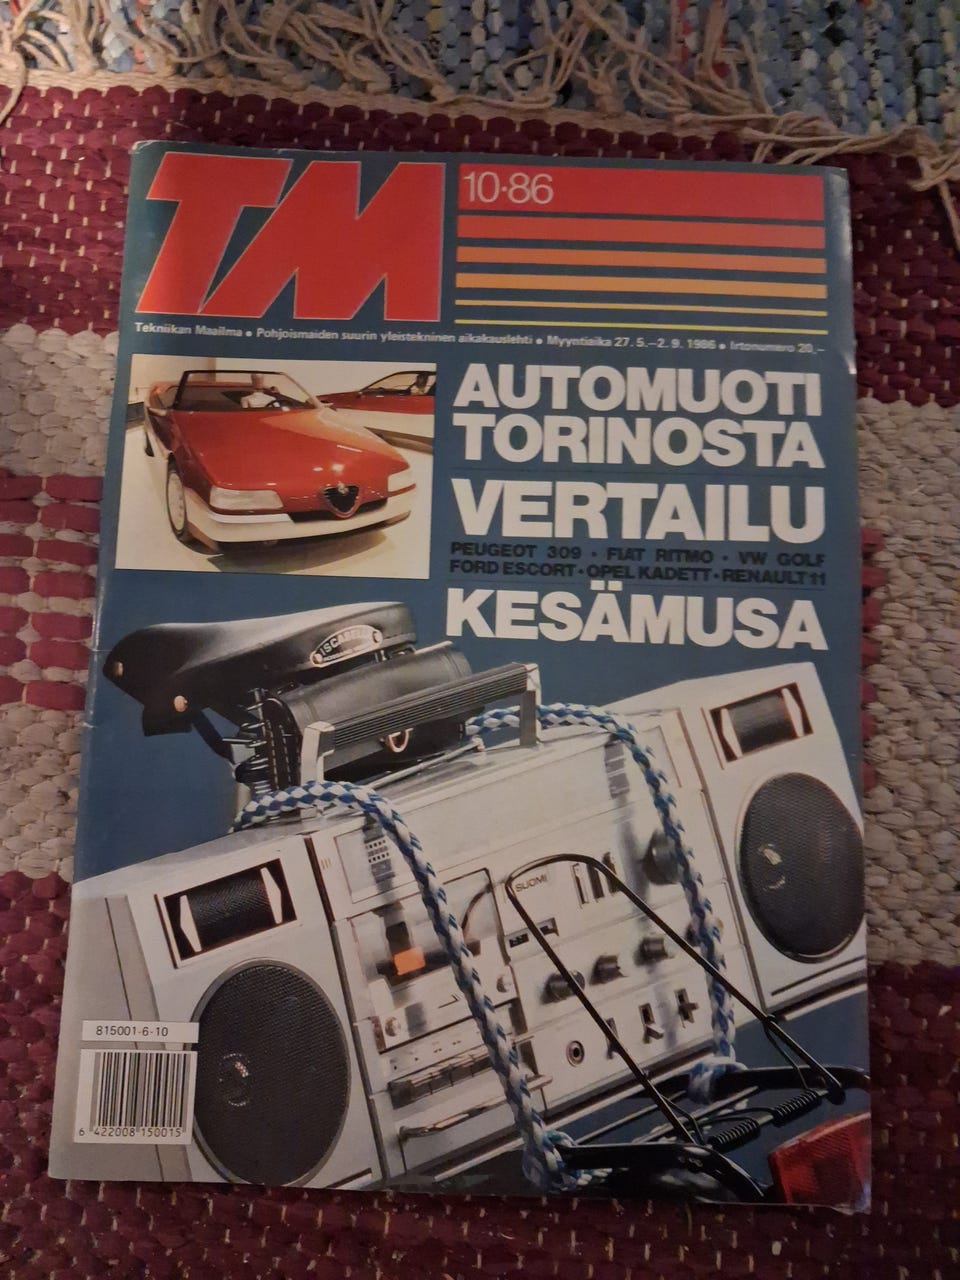 TM
10·86
Tekniikan Maailma • Pohjoismaiden suurin yleistekninen aikakauslehti • Myyntiaika 27.5.–2.9. 1986 • Irtonumero 20,–
AUTOMUOTI
TORINOSTA
VERTAILU
PEUGEOT 309 · FIAT RITMO · VW GOLF
FORD ESCORT · OPEL KADETT · RENAULT 11
KESÄMUSA
ISCABELLE
SUOMI
815001-6-10
6 422008 150015